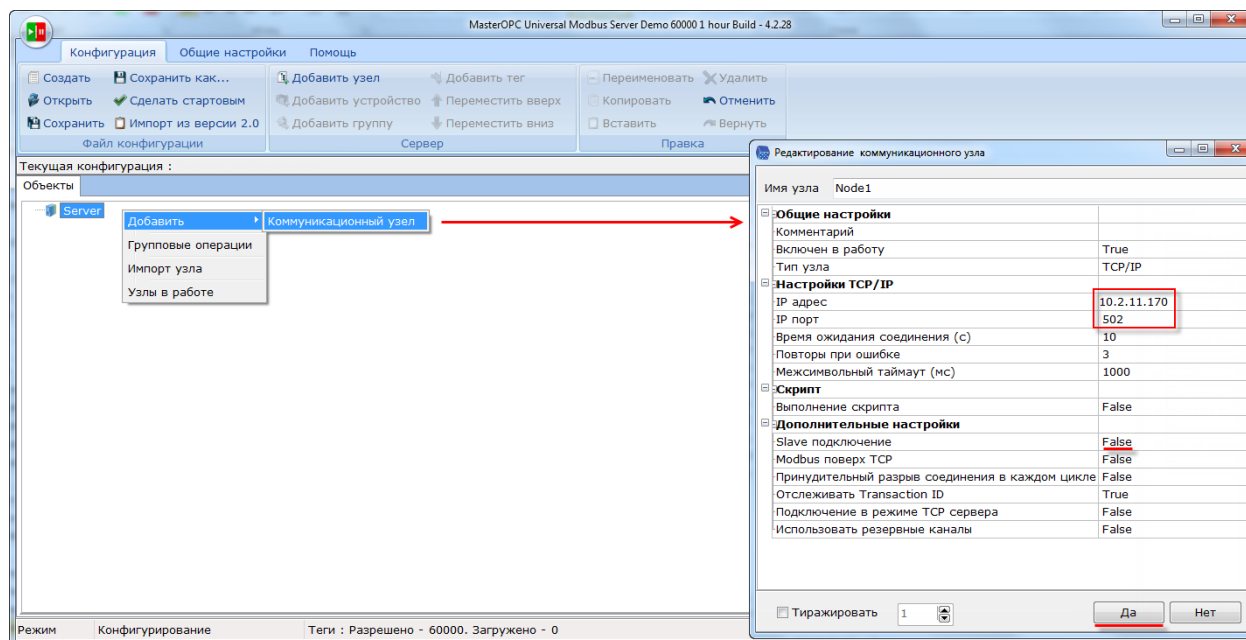 MasterOPC Universal Modbus Server Demo 60000 1 hour Build - 4.2.28
Конфигурация Общие настройки Помощь
Создать Сохранить как... Добавить узел Добавить тег Переименовать Удалить
Открыть Сделать стартовым Добавить устройство Переместить вверх Копировать Отменить
Сохранить Импорт из версии 2.0 Добавить группу Переместить вниз Вставить Вернуть
Файл конфигурации Сервер Правка
Текущая конфигурация :
Объекты
Server
Добавить Коммуникационный узел
Групповые операции
Импорт узла
Узлы в работе
Редактирование коммуникационного узла
Имя узла Node1
Общие настройки
Комментарий
Включен в работу True
Тип узла TCP/IP
Настройки TCP/IP
IP адрес 10.2.11.170
IP порт 502
Время ожидания соединения (с) 10
Повторы при ошибке 3
Межсимвольный таймаут (мс) 1000
Скрипт
Выполнение скрипта False
Дополнительные настройки
Slave подключение False
Modbus поверх TCP False
Принудительный разрыв соединения в каждом цикле False
Отслеживать Transaction ID True
Подключение в режиме TCP сервера False
Использовать резервные каналы False
Тиражировать 1 Да Нет
Режим Конфигурирование Теги : Разрешено - 60000. Загружено - 0